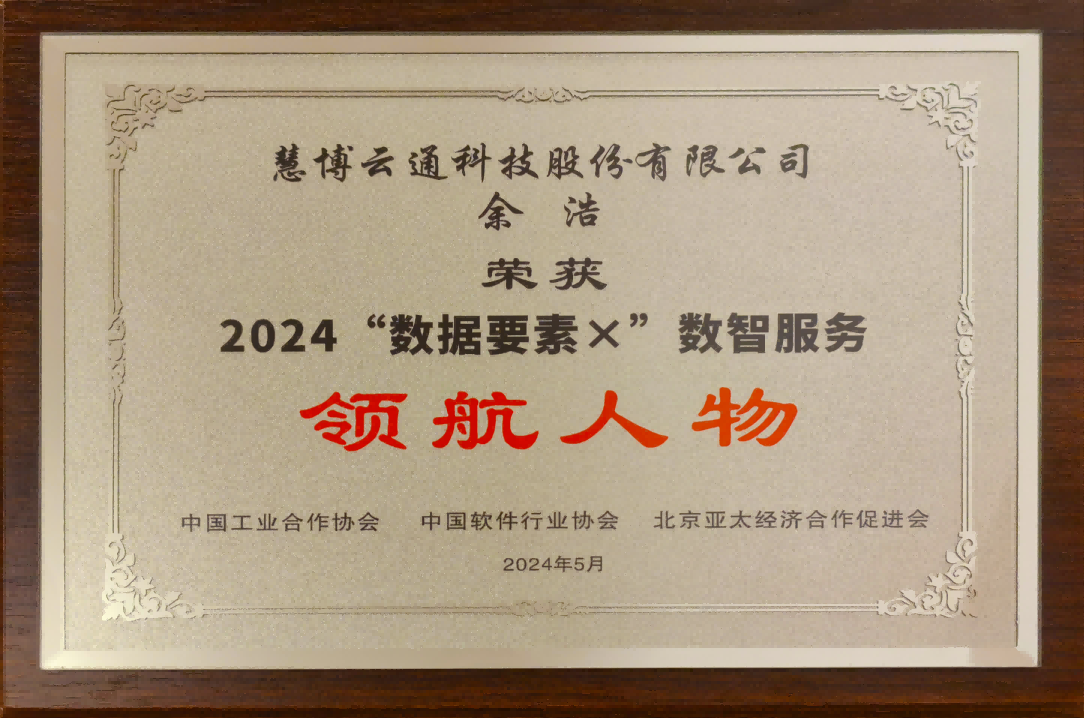 慧博云通科技股份有限公司
余 浩
荣获
2024“数据要素×”数智服务
领航人物
中国工业合作协会 中国软件行业协会 北京亚太经济合作促进会
2024年5月